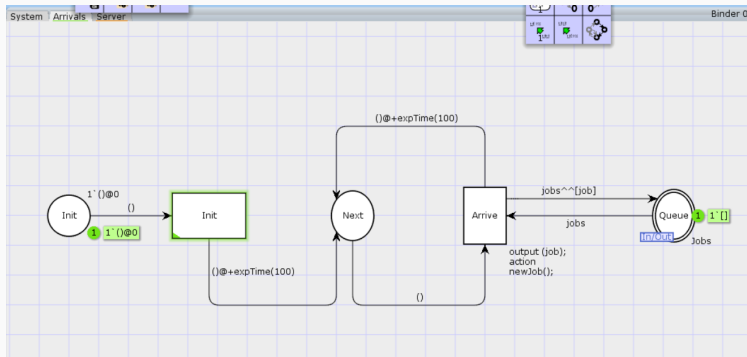 System Arrivals Server
Binder 0
()@+expTime(100)
1`()@0
()
Init
1 1`()@0
Init
()@+expTime(100)
Next
()
Arrive
output (job);
action
newJob();
jobs^^[job]
jobs
Queue
1 1`[]
In/Out
Jobs